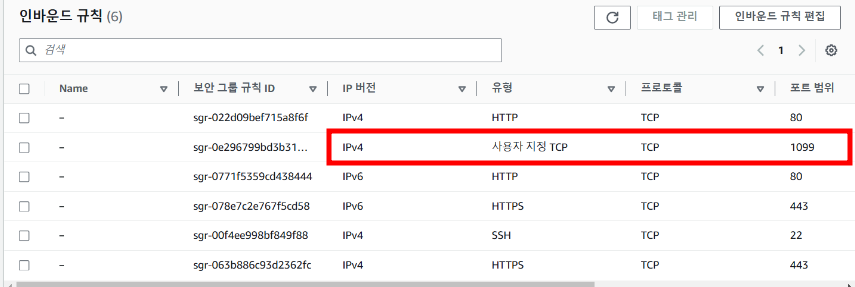 인바운드 규칙 (6)
태그 관리
인바운드 규칙 편집
검색
1
Name 보안 그룹 규칙 ID IP 버전 유형 프로토콜 포트 범위
– sgr-022d09bef715a8f6f IPv4 HTTP TCP 80
– sgr-0e296799bd3b31... IPv4 사용자 지정 TCP TCP 1099
– sgr-0771f5359cd438444 IPv6 HTTP TCP 80
– sgr-078e7c2e767f5cd58 IPv6 HTTPS TCP 443
– sgr-00f4ee998bf849f88 IPv4 SSH TCP 22
– sgr-063b886c93d2362fc IPv4 HTTPS TCP 443